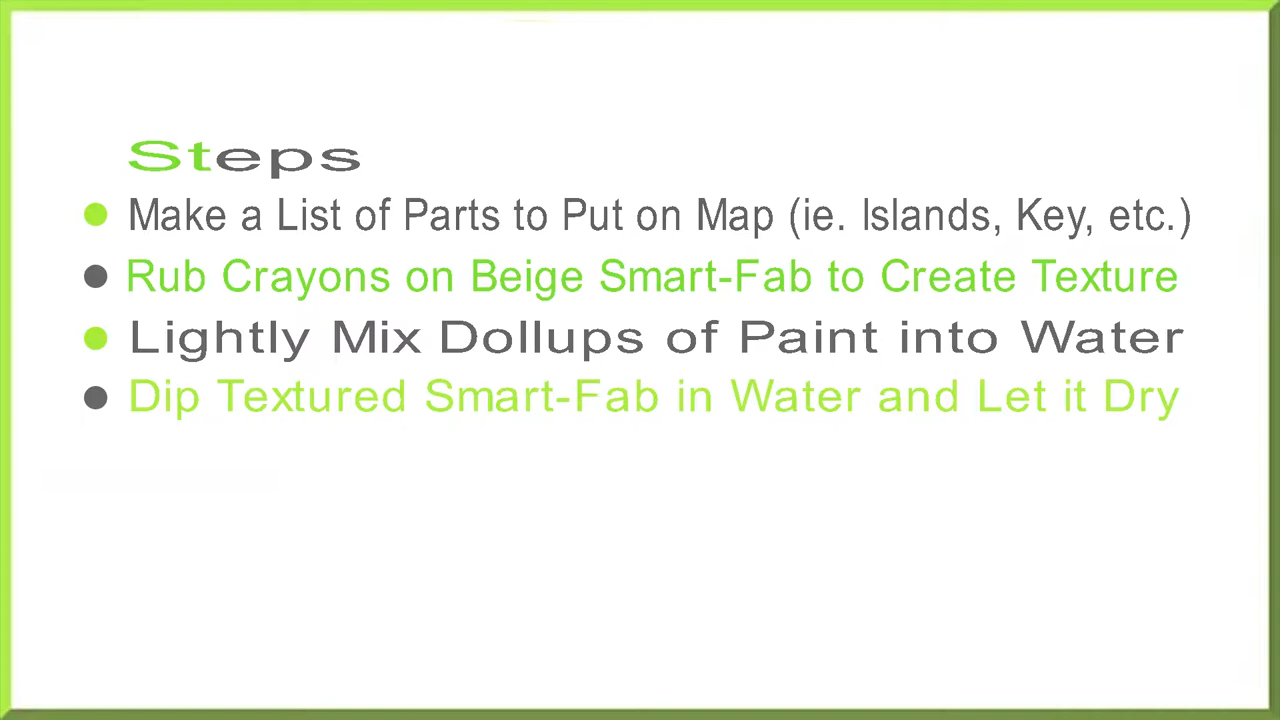 Steps
Make a List of Parts to Put on Map (ie. Islands, Key, etc.)
Rub Crayons on Beige Smart-Fab to Create Texture
Lightly Mix Dollups of Paint into Water
Dip Textured Smart-Fab in Water and Let it Dry